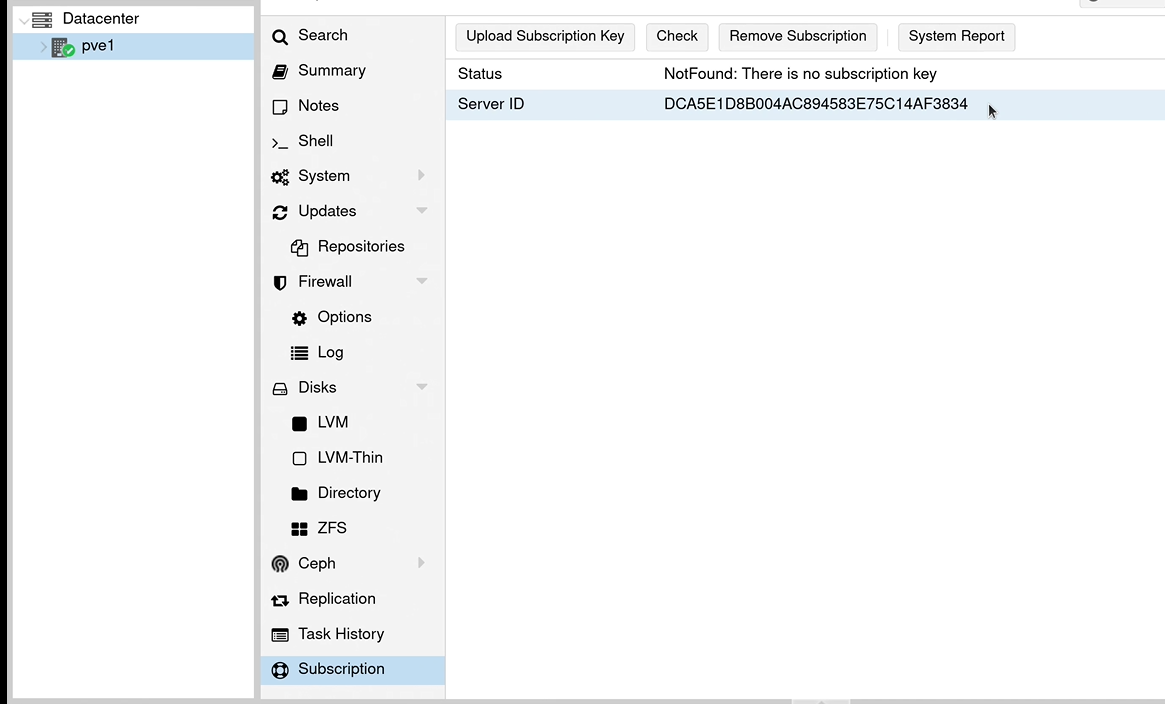 Datacenter
pve1
Search
Summary
Notes
Shell
System
Updates
Repositories
Firewall
Options
Log
Disks
LVM
LVM-Thin
Directory
ZFS
Ceph
Replication
Task History
Subscription
Upload Subscription Key Check Remove Subscription System Report
Status NotFound: There is no subscription key
Server ID DCA5E1D8B004AC894583E75C14AF3834